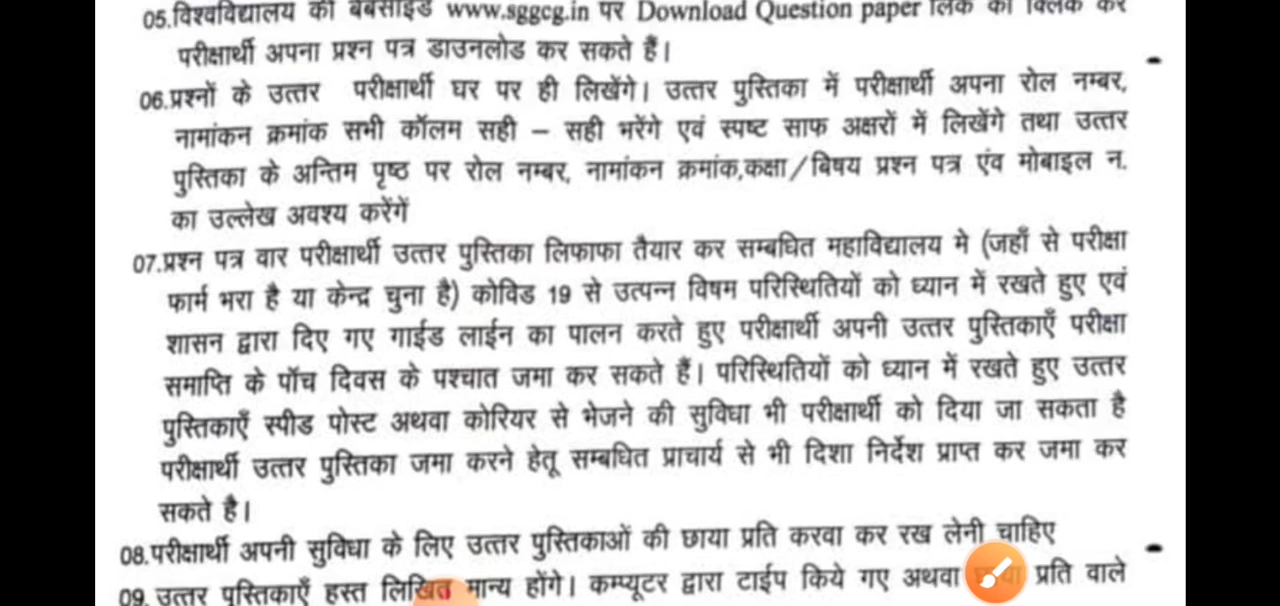 05.विश्वविद्यालय की बेबसाइड www.sggcg.in पर Download Question paper लिंक को क्लिक कर
परीक्षार्थी अपना प्रश्न पत्र डाउनलोड कर सकते हैं।
06.प्रश्नों के उत्तर परीक्षार्थी घर पर ही लिखेंगे। उत्तर पुस्तिका में परीक्षार्थी अपना रोल नम्बर,
नामांकन क्रमांक सभी कॉलम सही – सही भरेंगे एवं स्पष्ट साफ अक्षरों में लिखेंगे तथा उत्तर
पुस्तिका के अन्तिम पृष्ठ पर रोल नम्बर, नामांकन क्रमांक,कक्षा/बिषय प्रश्न पत्र एंव मोबाइल न.
का उल्लेख अवश्य करेंगें
07.प्रश्न पत्र वार परीक्षार्थी उत्तर पुस्तिका लिफाफा तैयार कर सम्बधित महाविद्यालय मे (जहाँ से परीक्षा
फार्म भरा है या केन्द्र चुना है) कोविड 19 से उत्पन्न विषम परिस्थितियों को ध्यान में रखते हुए एवं
शासन द्वारा दिए गए गाईड लाईन का पालन करते हुए परीक्षार्थी अपनी उत्तर पुस्तिकाएँ परीक्षा
समाप्ति के पॉच दिवस के पश्चात जमा कर सकते हैं। परिस्थितियों को ध्यान में रखते हुए उत्तर
पुस्तिकाएँ स्पीड पोस्ट अथवा कोरियर से भेजने की सुविधा भी परीक्षार्थी को दिया जा सकता है
परीक्षार्थी उत्तर पुस्तिका जमा करने हेतू सम्बधित प्राचार्य से भी दिशा निर्देश प्राप्त कर जमा कर
सकते है।
08.परीक्षार्थी अपनी सुविधा के लिए उत्तर पुस्तिकाओं की छाया प्रति करवा कर रख लेनी चाहिए
09. उत्तर पुस्तिकाएँ हस्त लिखित मान्य होंगे। कम्प्यूटर द्वारा टाईप किये गए अथवा प्रति वाले